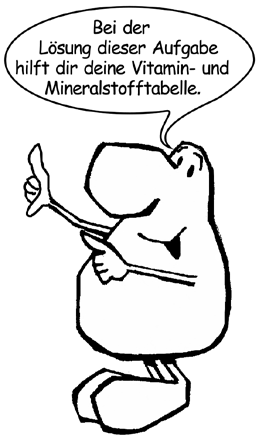 Bei der
Lösung dieser Aufgabe
hilft dir deine Vitamin- und
Mineralstofftabelle.